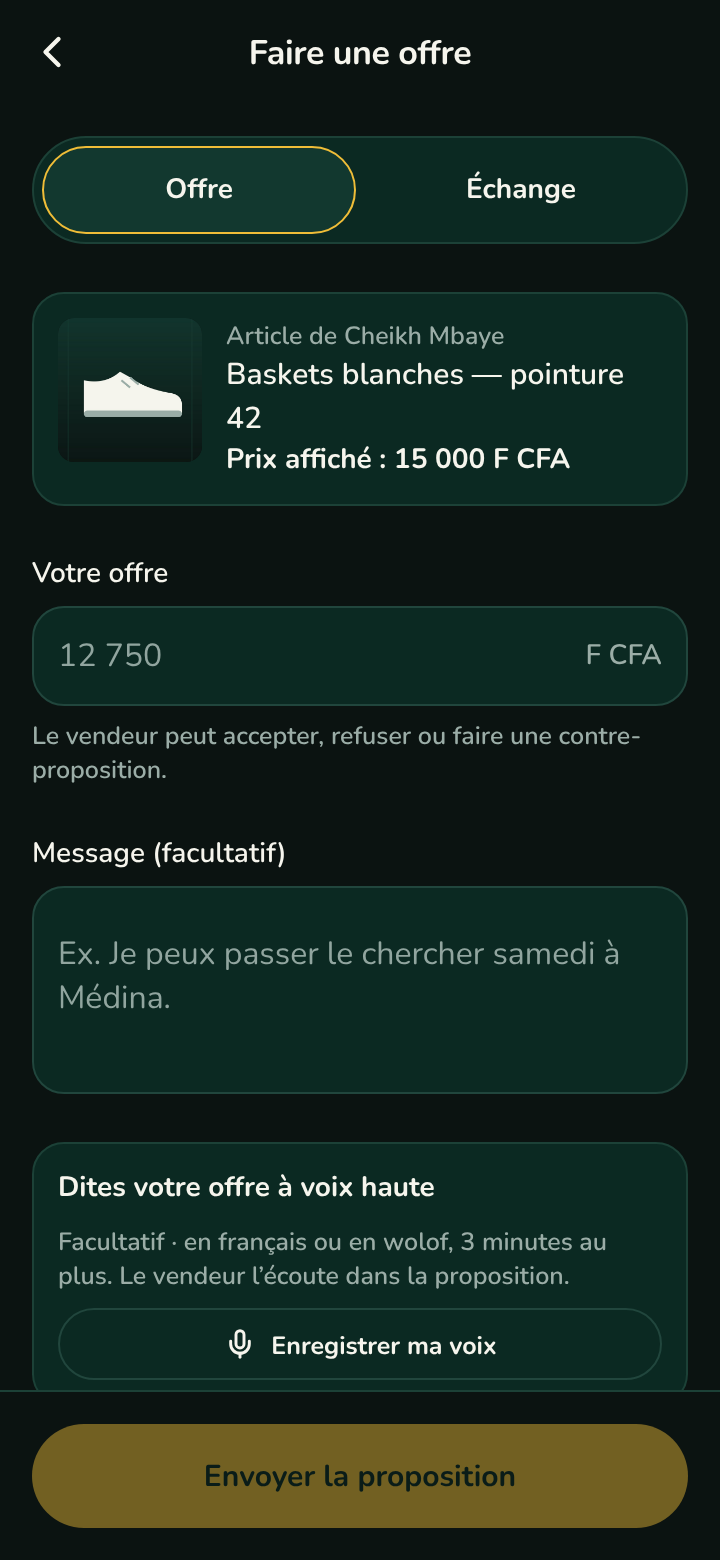 Faire une offre
Offre
Échange
Article de Cheikh Mbaye
Baskets blanches — pointure
42
Prix affiché : 15 000 F CFA
Votre offre
12 750
F CFA
Le vendeur peut accepter, refuser ou faire une contre-
proposition.
Message (facultatif)
Ex. Je peux passer le chercher samedi à
Médina.
Dites votre offre à voix haute
Facultatif · en français ou en wolof, 3 minutes au
plus. Le vendeur l’écoute dans la proposition.
Enregistrer ma voix
Envoyer la proposition